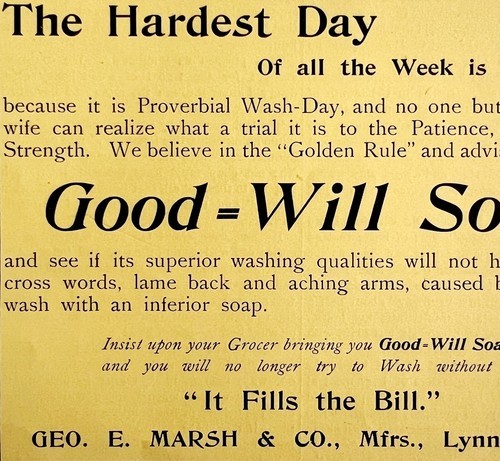 The Hardest Day
Of all the Week is
because it is Proverbial Wash-Day, and no one but
wife can realize what a trial it is to the Patience,
Strength. We believe in the "Golden Rule" and advi
Good-Will So
and see if its superior washing qualities will not h
cross words, lame back and aching arms, caused b
wash with an inferior soap.
Insist upon your Grocer bringing you Good-Will Soa
and you will no longer try to Wash without
"It Fills the Bill."
GEO. E. MARSH & CO., Mfrs., Lynn